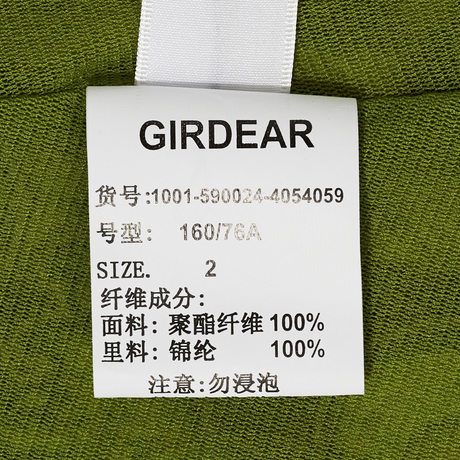 GIRDEAR
货号:1001-590024-4054059
号型: 160/76A
SIZE. 2
纤维成分:
面料: 聚酯纤维 100%
里料: 锦纶 100%
注意:勿浸泡